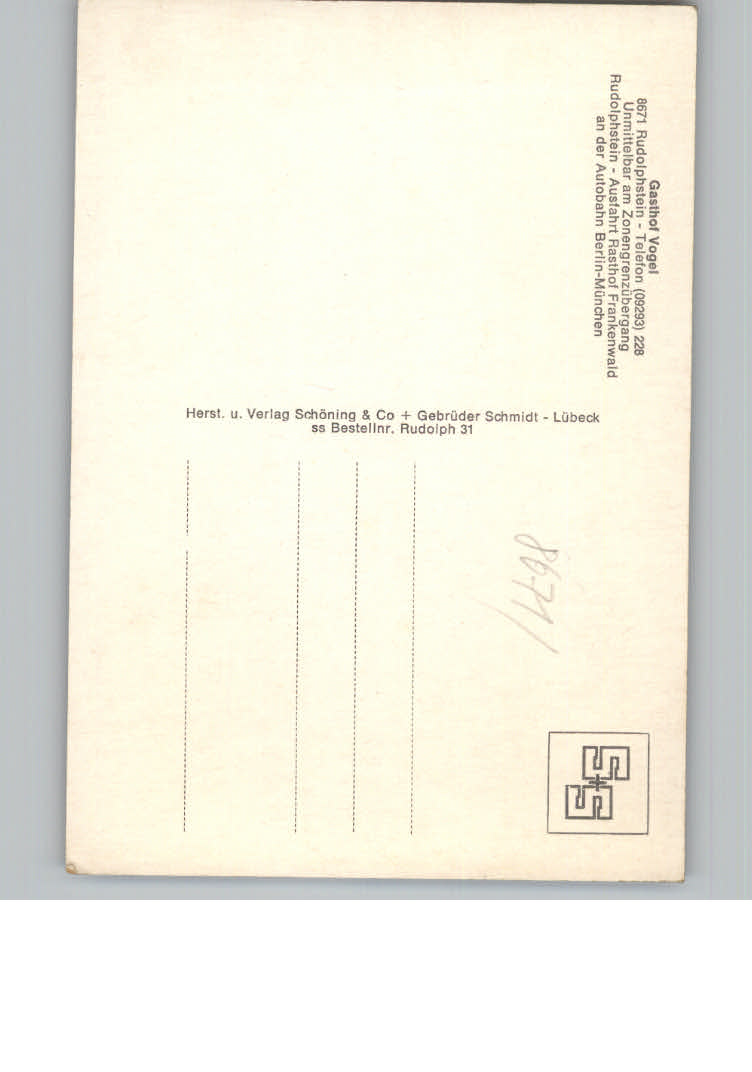 Gasthof Vogel
8671 Rudolphstein - Telefon (09293) 228
Unmittelbar am Zonengrenzübergang
Rudolphstein - Ausfahrt Rasthof Frankenwald
an der Autobahn Berlin-München
Herst. u. Verlag Schöning & Co + Gebrüder Schmidt - Lübeck
ss Bestellnr. Rudolph 31
8671
S+S